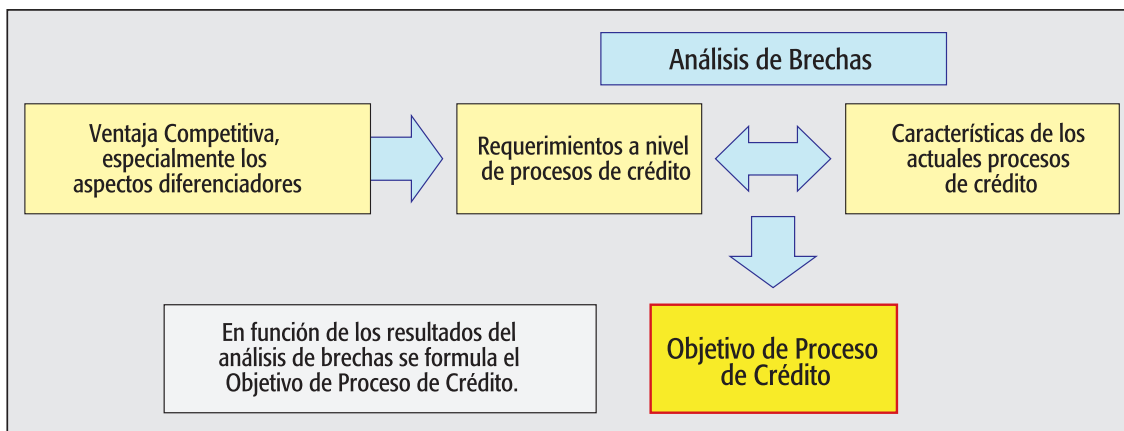 Análisis de Brechas
Ventaja Competitiva,
especialmente los
aspectos diferenciadores
Requerimientos a nivel
de procesos de crédito
Características de los
actuales procesos
de crédito
En función de los resultados del
análisis de brechas se formula el
Objetivo de Proceso de Crédito.
Objetivo de Proceso
de Crédito